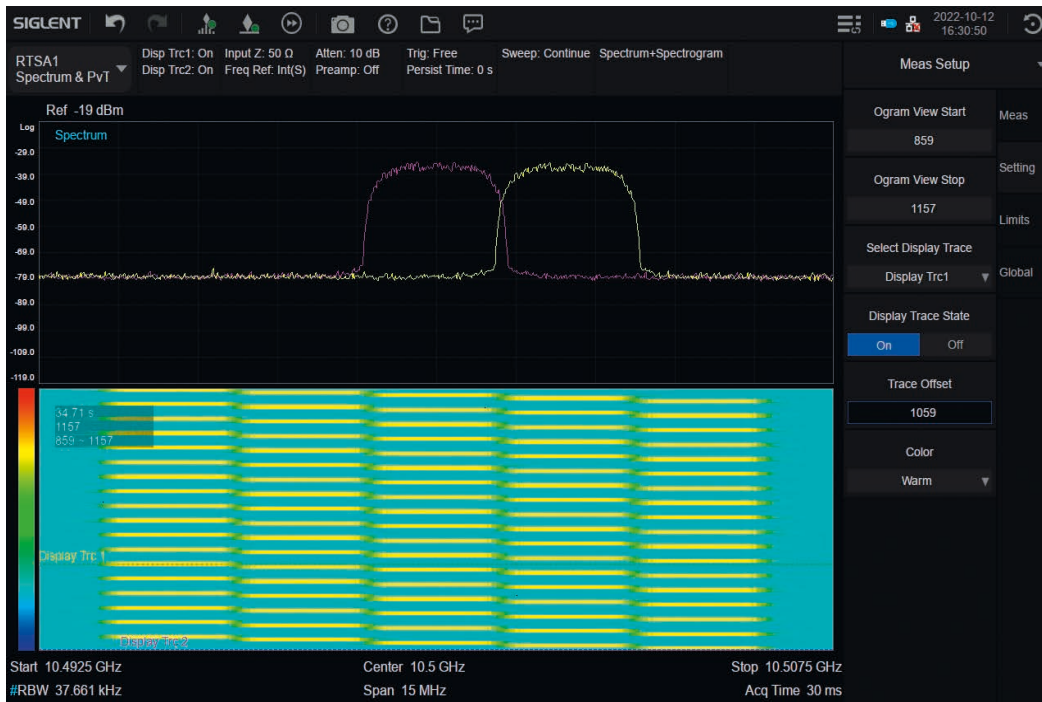 SIGLENT
2022-10-12
16:30:50
RTSA1
Spectrum & PvT
Disp Trc1: On
Disp Trc2: On
Input Z: 50 Ω
Freq Ref: Int(S)
Atten: 10 dB
Preamp: Off
Trig: Free
Persist Time: 0 s
Sweep: Continue
Spectrum+Spectrogram
Meas Setup
Ref -19 dBm
Log
Spectrum
-29.0
-39.0
-49.0
-59.0
-69.0
-79.0
-89.0
-99.0
-109.0
-119.0
34.71 s
1157
859 ~ 1157
Display Trc 1
Display Trc2
Start 10.4925 GHz
Center 10.5 GHz
Stop 10.5075 GHz
#RBW 37.661 kHz
Span 15 MHz
Acq Time 30 ms
Ogram View Start
859
Ogram View Stop
1157
Select Display Trace
Display Trc1
Display Trace State
On
Off
Trace Offset
1059
Color
Warm
Meas
Setting
Limits
Global